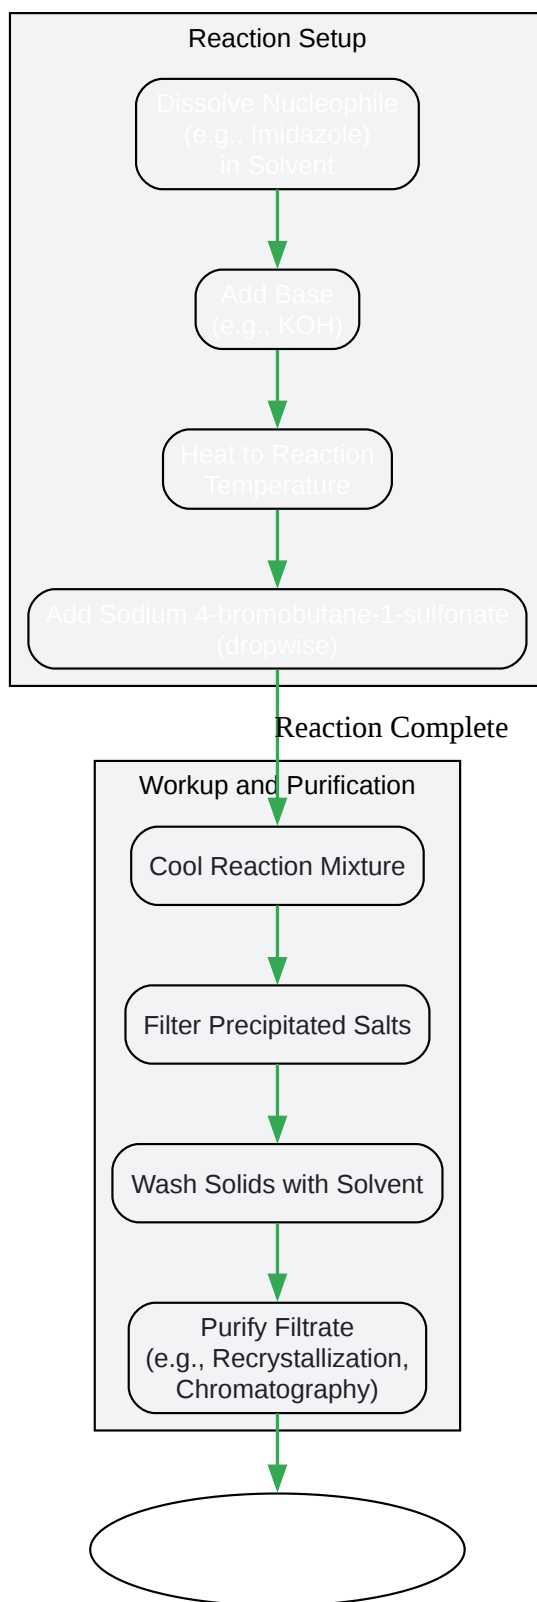 Reaction Setup
Dissolve Nucleophile
(e.g., Imidazole)
in Solvent
Add Base
(e.g., KOH)
Heat to Reaction
Temperature
Add Sodium 4-bromobutane-1-sulfonate
(dropwise)
Reaction Complete
Workup and Purification
Cool Reaction Mixture
Filter Precipitated Salts
Wash Solids with Solvent
Purify Filtrate
(e.g., Recrystallization,
Chromatography)